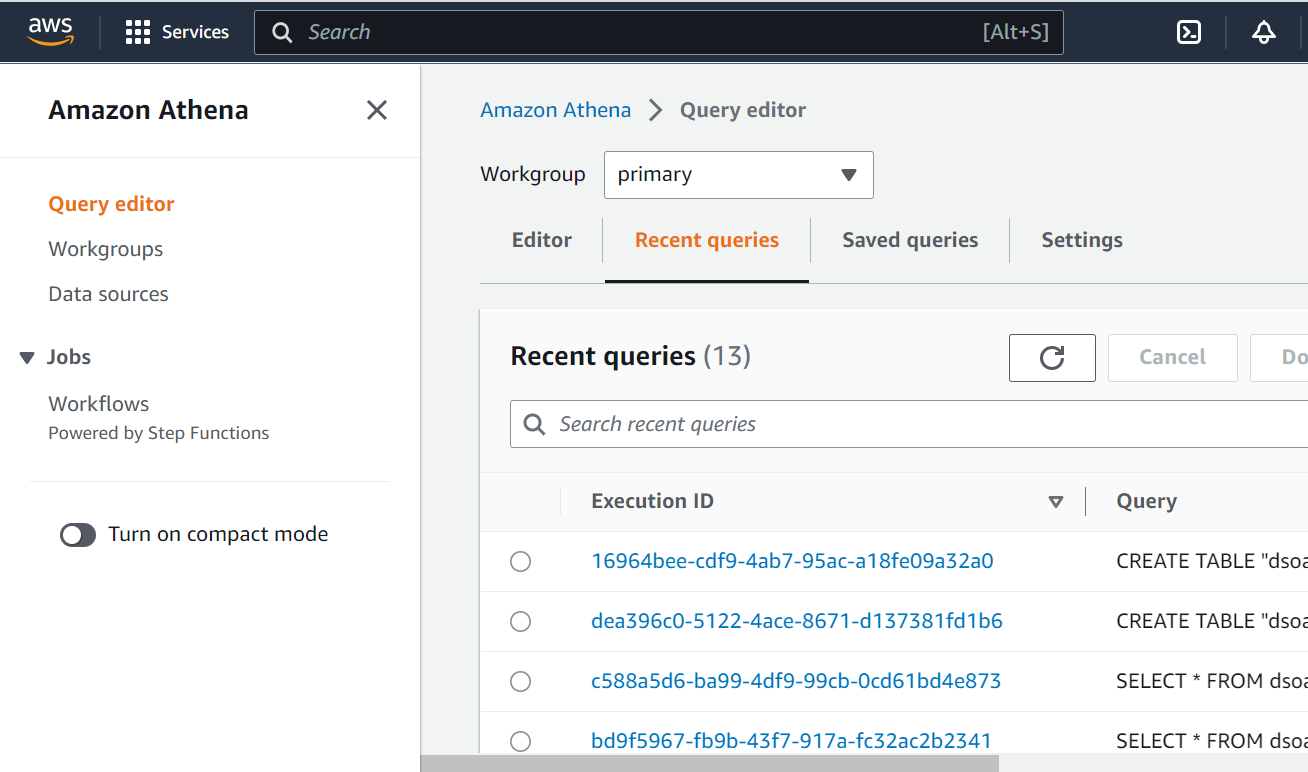 aws Services Search [Alt+S]
Amazon Athena
Query editor
Workgroups
Data sources
Jobs
Workflows
Powered by Step Functions
Turn on compact mode
Amazon Athena Query editor
Workgroup primary
Editor Recent queries Saved queries Settings
Recent queries (13) Cancel Do
Search recent queries
Execution ID Query
16964bee-cdf9-4ab7-95ac-a18fe09a32a0 CREATE TABLE "dsoa
dea396c0-5122-4ace-8671-d137381fd1b6 CREATE TABLE "dsoa
c588a5d6-ba99-4df9-99cb-0cd61bd4e873 SELECT * FROM dsoa
bd9f5967-fb9b-43f7-917a-fc32ac2b2341 SELECT * FROM dsoa